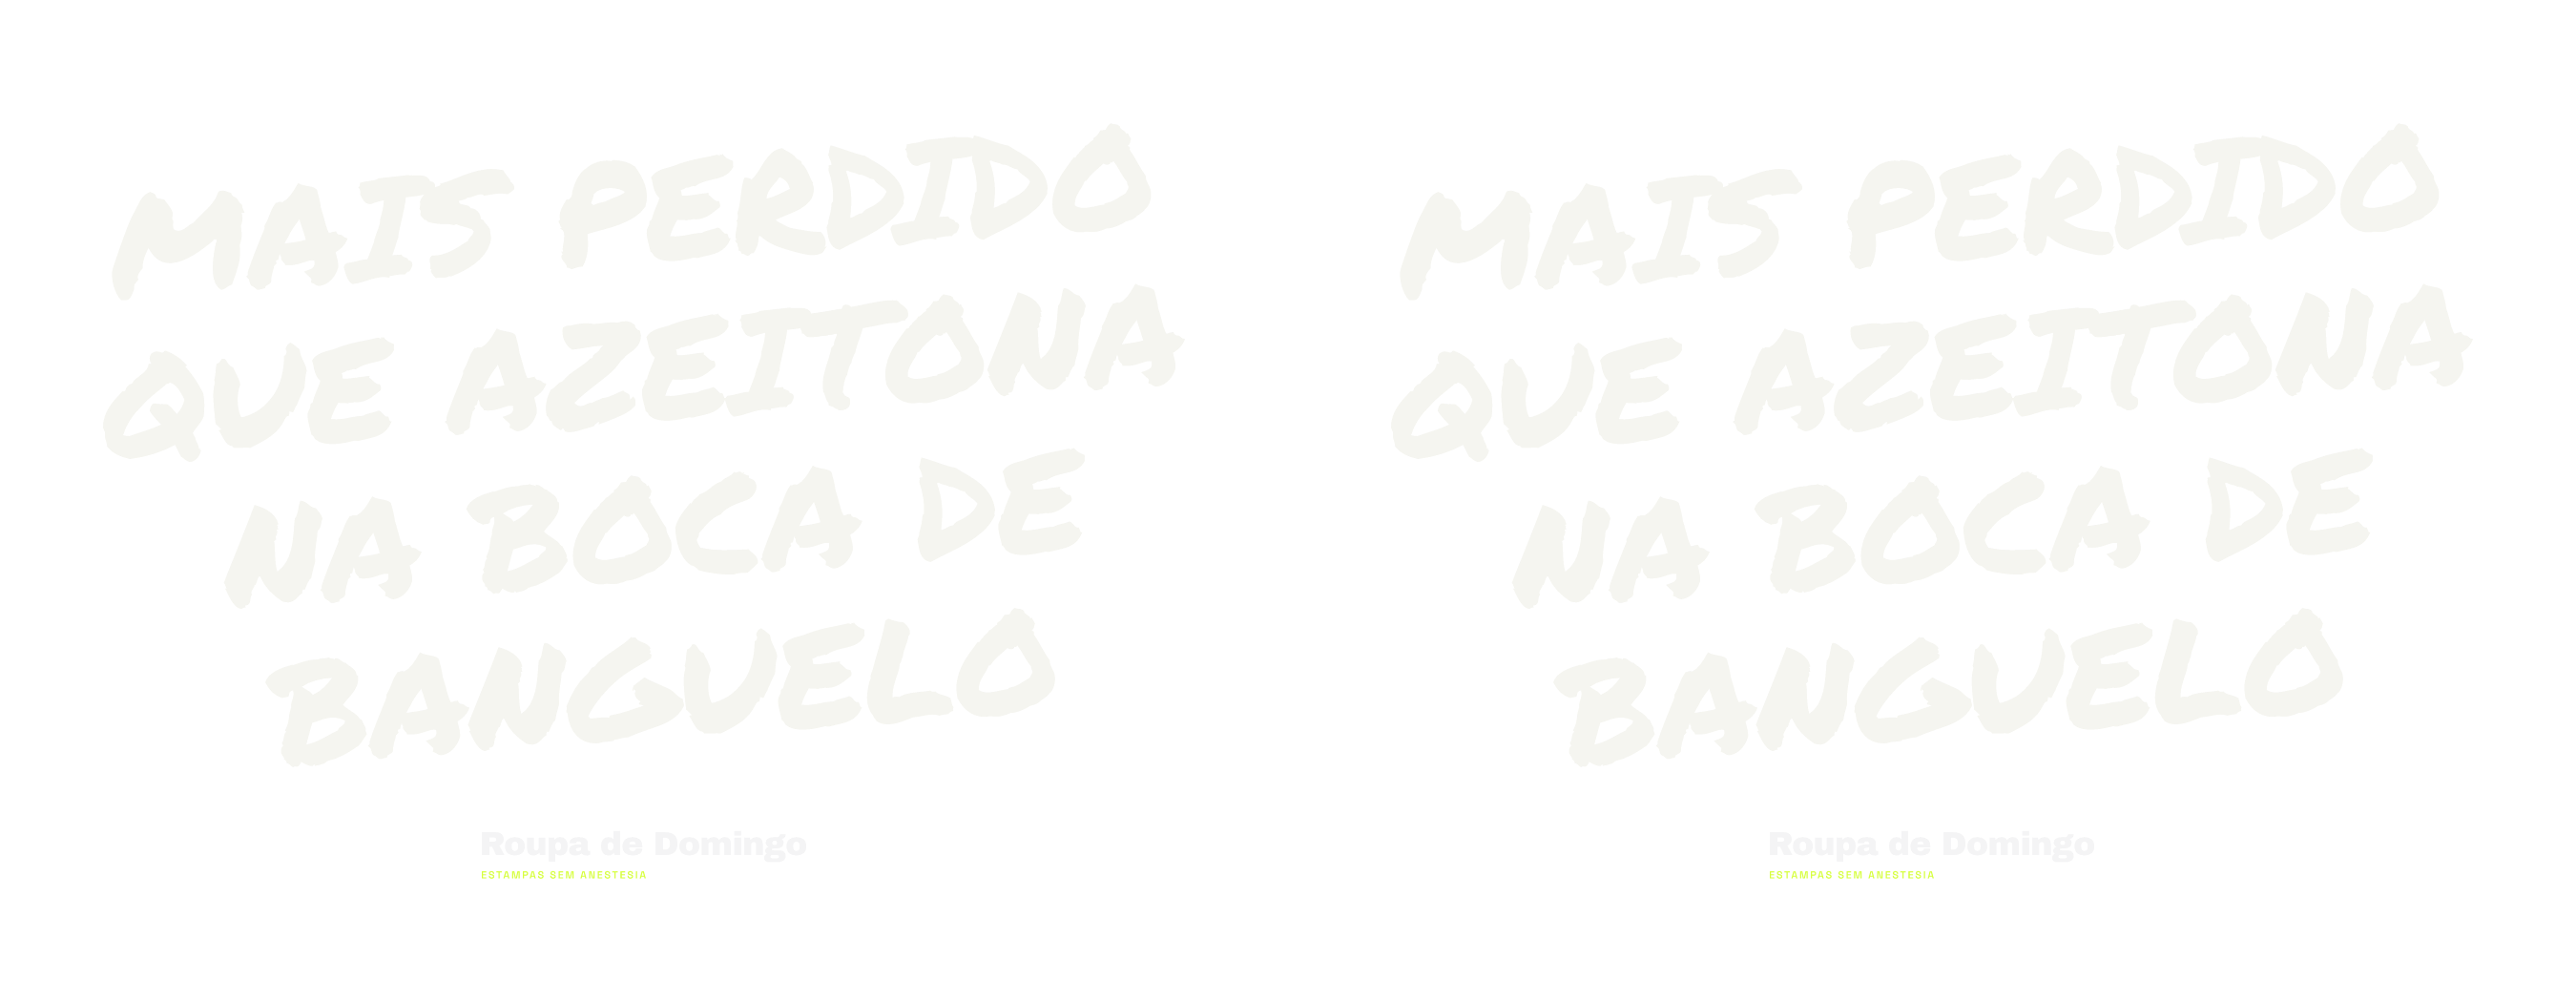 MAIS PERDIDO
QUE AZEITONA
NA BOCA DE
BANGUELO
Roupa de Domingo
ESTAMPAS SEM ANESTESIA
MAIS PERDIDO
QUE AZEITONA
NA BOCA DE
BANGUELO
Roupa de Domingo
ESTAMPAS SEM ANESTESIA